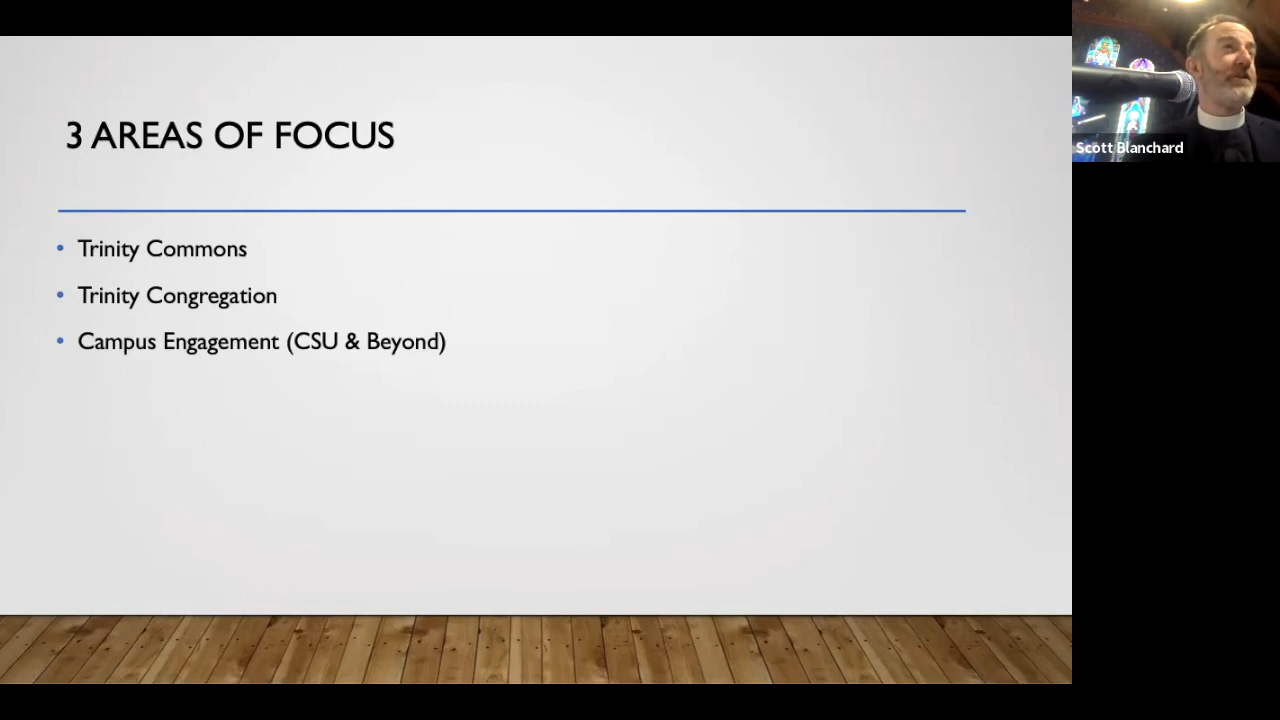 3 AREAS OF FOCUS
• Trinity Commons
• Trinity Congregation
• Campus Engagement (CSU & Beyond)
Scott Blanchard